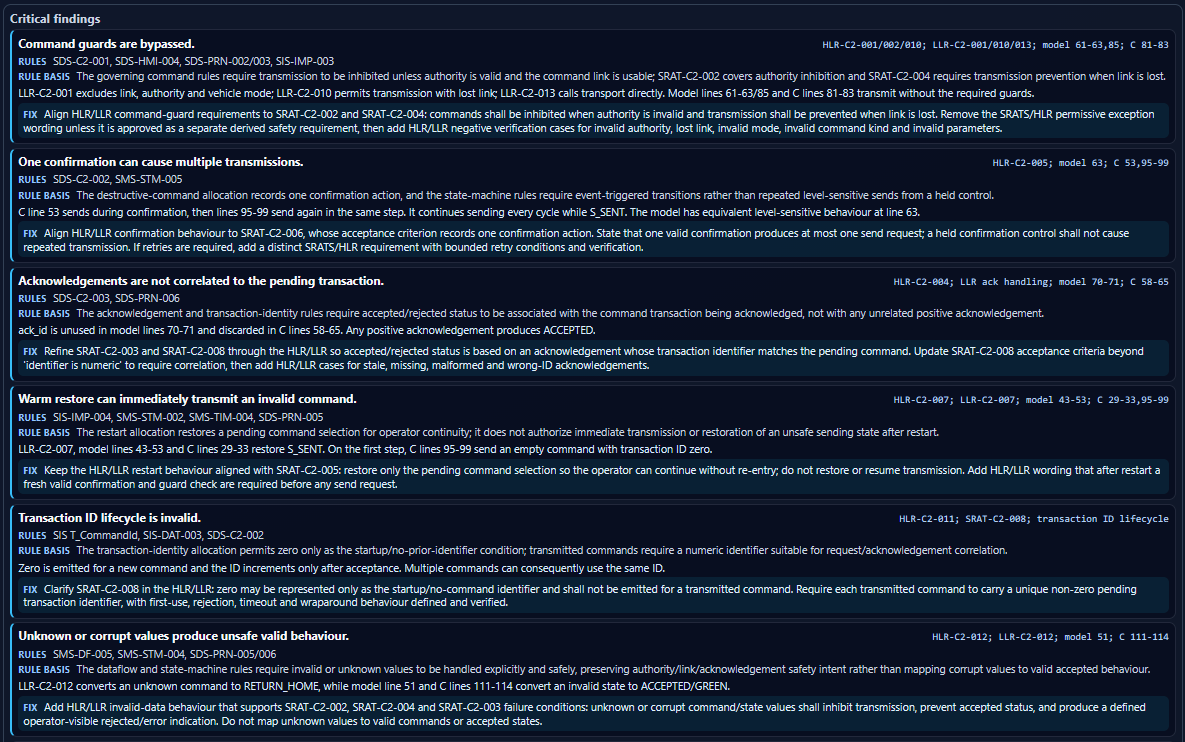 Critical findings
Command guards are bypassed.
HLR-C2-001/002/010; LLR-C2-001/010/013; model 61-63,85; C 81-83
RULES SDS-C2-001, SDS-HMI-004, SDS-PRN-002/003, SIS-IMP-003
RULE BASIS The governing command rules require transmission to be inhibited unless authority is valid and the command link is usable; SRAT-C2-002 covers authority inhibition and SRAT-C2-004 requires transmission prevention when link is lost.
LLR-C2-001 excludes link, authority and vehicle mode; LLR-C2-010 permits transmission with lost link; LLR-C2-013 calls transport directly. Model lines 61-63/85 and C lines 81-83 transmit without the required guards.
FIX Align HLR/LLR command-guard requirements to SRAT-C2-002 and SRAT-C2-004: commands shall be inhibited when authority is invalid and transmission shall be prevented when link is lost. Remove the SRATS/HLR permissive exception
wording unless it is approved as a separate derived safety requirement, then add HLR/LLR negative verification cases for invalid authority, lost link, invalid mode, invalid command kind and invalid parameters.
One confirmation can cause multiple transmissions.
HLR-C2-005; model 63; C 53,95-99
RULES SDS-C2-002, SMS-STM-005
RULE BASIS The destructive-command allocation records one confirmation action, and the state-machine rules require event-triggered transitions rather than repeated level-sensitive sends from a held control.
C line 53 sends during confirmation, then lines 95-99 send again in the same step. It continues sending every cycle while S_SENT. The model has equivalent level-sensitive behaviour at line 63.
FIX Align HLR/LLR confirmation behaviour to SRAT-C2-006, whose acceptance criterion records one confirmation action. State that one valid confirmation produces at most one send request; a held confirmation control shall not cause
repeated transmission. If retries are required, add a distinct SRATS/HLR requirement with bounded retry conditions and verification.
Acknowledgements are not correlated to the pending transaction.
HLR-C2-004; LLR ack handling; model 70-71; C 58-65
RULES SDS-C2-003, SDS-PRN-006
RULE BASIS The acknowledgement and transaction-identity rules require accepted/rejected status to be associated with the command transaction being acknowledged, not with any unrelated positive acknowledgement.
ack_id is unused in model lines 70-71 and discarded in C lines 58-65. Any positive acknowledgement produces ACCEPTED.
FIX Refine SRAT-C2-003 and SRAT-C2-008 through the HLR/LLR so accepted/rejected status is based on an acknowledgement whose transaction identifier matches the pending command. Update SRAT-C2-008 acceptance criteria beyond
'identifier is numeric' to require correlation, then add HLR/LLR cases for stale, missing, malformed and wrong-ID acknowledgements.
Warm restore can immediately transmit an invalid command.
HLR-C2-007; LLR-C2-007; model 43-53; C 29-33,95-99
RULES SIS-IMP-004, SMS-STM-002, SMS-TIM-004, SDS-PRN-005
RULE BASIS The restart allocation restores a pending command selection for operator continuity; it does not authorize immediate transmission or restoration of an unsafe sending state after restart.
LLR-C2-007, model lines 43-53 and C lines 29-33 restore S_SENT. On the first step, C lines 95-99 send an empty command with transaction ID zero.
FIX Keep the HLR/LLR restart behaviour aligned with SRAT-C2-005: restore only the pending command selection so the operator can continue without re-entry; do not restore or resume transmission. Add HLR/LLR wording that after restart a
fresh valid confirmation and guard check are required before any send request.
Transaction ID lifecycle is invalid.
HLR-C2-011; SRAT-C2-008; transaction ID lifecycle
RULES SIS T_CommandId, SIS-DAT-003, SDS-C2-002
RULE BASIS The transaction-identity allocation permits zero only as the startup/no-prior-identifier condition; transmitted commands require a numeric identifier suitable for request/acknowledgement correlation.
Zero is emitted for a new command and the ID increments only after acceptance. Multiple commands can consequently use the same ID.
FIX Clarify SRAT-C2-008 in the HLR/LLR: zero may be represented only as the startup/no-command identifier and shall not be emitted for a transmitted command. Require each transmitted command to carry a unique non-zero pending
transaction identifier, with first-use, rejection, timeout and wraparound behaviour defined and verified.
Unknown or corrupt values produce unsafe valid behaviour.
HLR-C2-012; LLR-C2-012; model 51; C 111-114
RULES SMS-DF-005, SMS-STM-004, SDS-PRN-005/006
RULE BASIS The dataflow and state-machine rules require invalid or unknown values to be handled explicitly and safely, preserving authority/link/acknowledgement safety intent rather than mapping corrupt values to valid accepted behaviour.
LLR-C2-012 converts an unknown command to RETURN_HOME, while model line 51 and C lines 111-114 convert an invalid state to ACCEPTED/GREEN.
FIX Add HLR/LLR invalid-data behaviour that supports SRAT-C2-002, SRAT-C2-004 and SRAT-C2-003 failure conditions: unknown or corrupt command/state values shall inhibit transmission, prevent accepted status, and produce a defined
operator-visible rejected/error indication. Do not map unknown values to valid commands or accepted states.